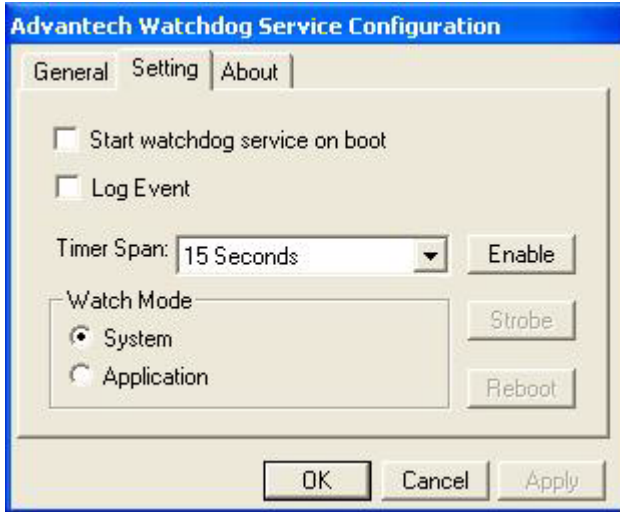 Advantech Watchdog Service Configuration
General Setting About
Start watchdog service on boot
Log Event
Timer Span: 15 Seconds Enable
Watch Mode
System
Application
Strobe
Reboot
OK Cancel Apply